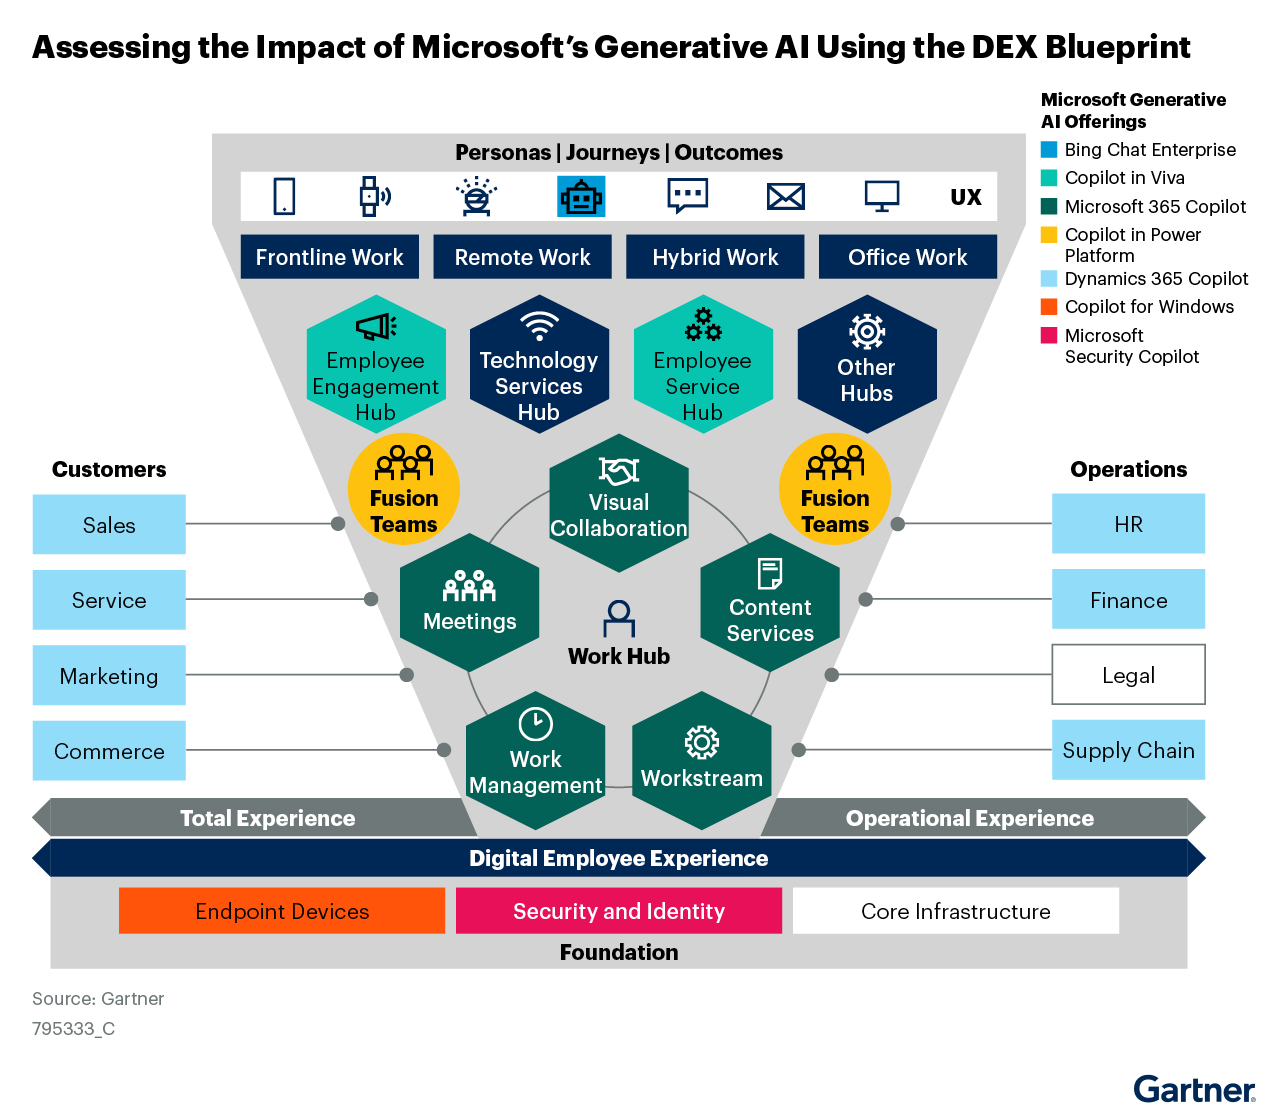 Assessing the Impact of Microsoft's Generative AI Using the DEX Blueprint
Microsoft Generative
AI Offerings
Bing Chat Enterprise
Copilot in Viva
Microsoft 365 Copilot
Copilot in Power
Platform
Dynamics 365 Copilot
Copilot for Windows
Microsoft
Security Copilot
Personas | Journeys | Outcomes
UX
Frontline Work
Remote Work
Hybrid Work
Office Work
Employee
Engagement
Hub
Technology
Services
Hub
Employee
Service
Hub
Other
Hubs
Customers
Sales
Service
Marketing
Commerce
Fusion
Teams
Visual
Collaboration
Fusion
Teams
Meetings
Content
Services
Work Hub
Work
Management
Workstream
Operations
HR
Finance
Legal
Supply Chain
Total Experience
Operational Experience
Digital Employee Experience
Endpoint Devices
Security and Identity
Core Infrastructure
Foundation
Source: Gartner
795333_C
Gartner®